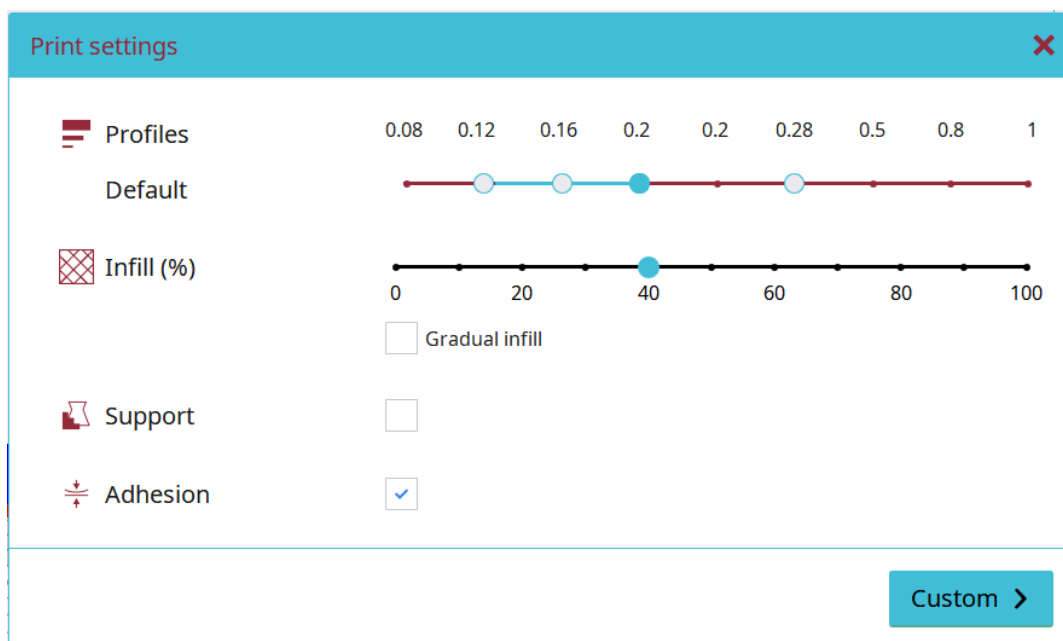 Print settings
Profiles 0.08 0.12 0.16 0.2 0.2 0.28 0.5 0.8 1
Default
Infill (%)
0 20 40 60 80 100
Gradual infill
Support
Adhesion
Custom